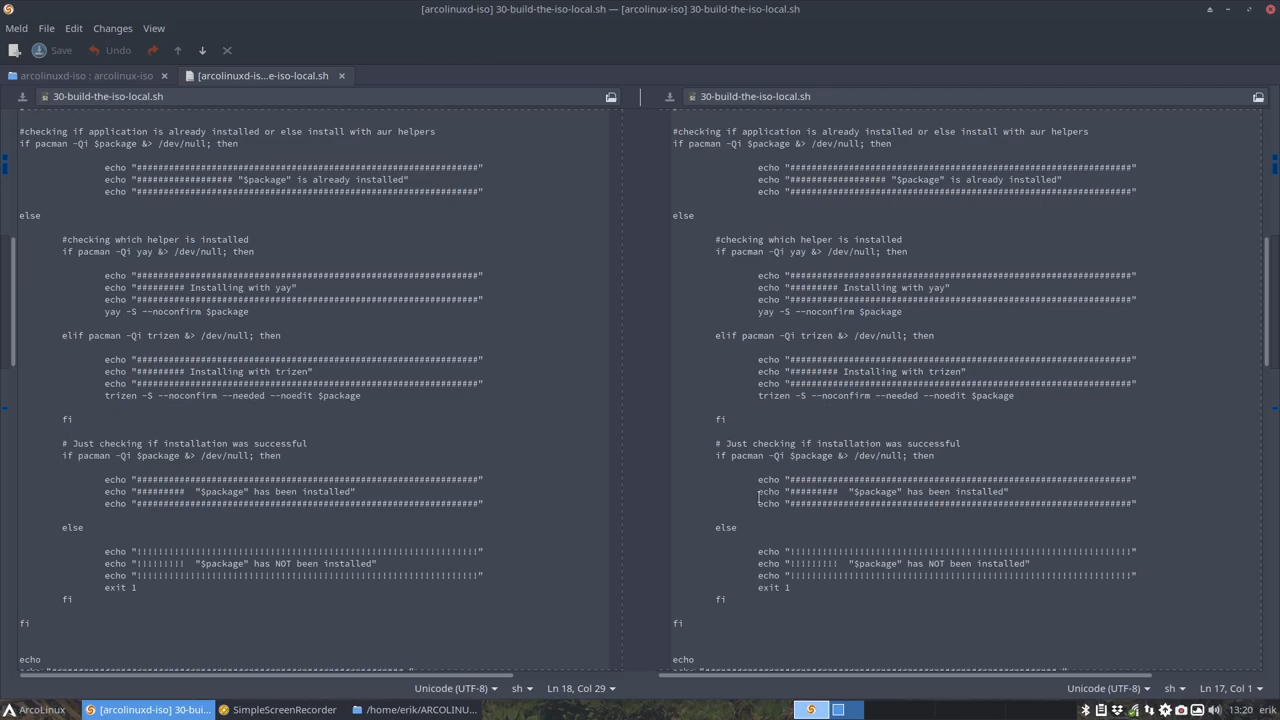 [arcolinuxd-iso] 30-build-the-iso-local.sh — [arcolinux-iso] 30-build-the-iso-local.sh
Meld File Edit Changes View
Save Undo
arcolinuxd-iso : arcolinux-iso
[arcolinuxd-is...e-iso-local.sh
30-build-the-iso-local.sh
#checking if application is already installed or else install with aur helpers
if pacman -Qi $package &> /dev/null; then
echo "################################################################"
echo "################## "$package" is already installed"
echo "################################################################"
else
#checking which helper is installed
if pacman -Qi yay &> /dev/null; then
echo "################################################################"
echo "######### Installing with yay"
echo "################################################################"
yay -S --noconfirm $package
elif pacman -Qi trizen &> /dev/null; then
echo "################################################################"
echo "######### Installing with trizen"
echo "################################################################"
trizen -S --noconfirm --needed --noedit $package
fi
# Just checking if installation was successful
if pacman -Qi $package &> /dev/null; then
echo "################################################################"
echo "#########  "$package" has been installed"
echo "################################################################"
else
echo "!!!!!!!!!!!!!!!!!!!!!!!!!!!!!!!!!!!!!!!!!!!!!!!!!!!!!!!!!!!!!!!!"
echo "!!!!!!!!!  "$package" has NOT been installed"
echo "!!!!!!!!!!!!!!!!!!!!!!!!!!!!!!!!!!!!!!!!!!!!!!!!!!!!!!!!!!!!!!!!"
exit 1
fi
fi
echo
Unicode (UTF-8) sh Ln 18, Col 29
30-build-the-iso-local.sh
#checking if application is already installed or else install with aur helpers
if pacman -Qi $package &> /dev/null; then
echo "################################################################"
echo "################## "$package" is already installed"
echo "################################################################"
else
#checking which helper is installed
if pacman -Qi yay &> /dev/null; then
echo "################################################################"
echo "######### Installing with yay"
echo "################################################################"
yay -S --noconfirm $package
elif pacman -Qi trizen &> /dev/null; then
echo "################################################################"
echo "######### Installing with trizen"
echo "################################################################"
trizen -S --noconfirm --needed --noedit $package
fi
# Just checking if installation was successful
if pacman -Qi $package &> /dev/null; then
echo "################################################################"
echo "#########  "$package" has been installed"
echo "################################################################"
else
echo "!!!!!!!!!!!!!!!!!!!!!!!!!!!!!!!!!!!!!!!!!!!!!!!!!!!!!!!!!!!!!!!!"
echo "!!!!!!!!!  "$package" has NOT been installed"
echo "!!!!!!!!!!!!!!!!!!!!!!!!!!!!!!!!!!!!!!!!!!!!!!!!!!!!!!!!!!!!!!!!"
exit 1
fi
fi
echo
Unicode (UTF-8) sh Ln 17, Col 1
ArcoLinux
[arcolinuxd-iso] 30-bui...
SimpleScreenRecorder
/home/erik/ARCOLINU...
13:20 erik